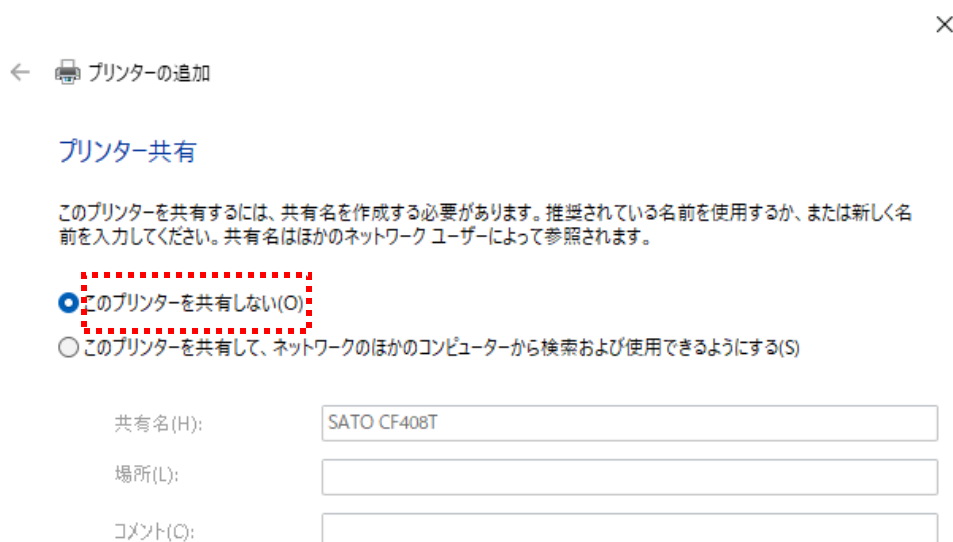 プリンターの追加
プリンター共有
このプリンターを共有するには、共有名を作成する必要があります。推奨されている名前を使用するか、または新しく名
前を入力してください。共有名はほかのネットワーク ユーザーによって参照されます。
このプリンターを共有しない(O)
このプリンターを共有して、ネットワークのほかのコンピューターから検索および使用できるようにする(S)
共有名(H): SATO CF408T
場所(L):
コメント(C):